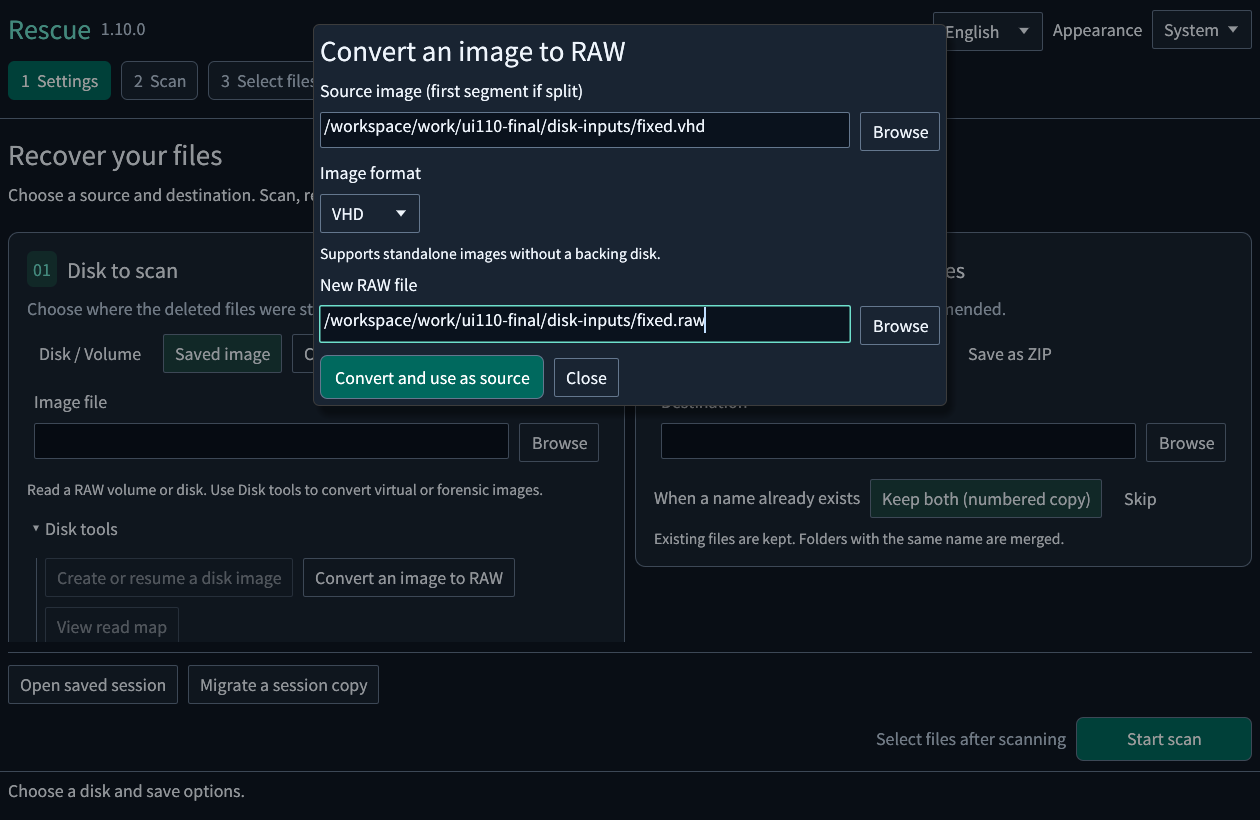 Rescue 1.10.0
English
Appearance
System
1 Settings
2 Scan
3 Select files
Convert an image to RAW
Source image (first segment if split)
/workspace/work/ui110-final/disk-inputs/fixed.vhd
Browse
Image format
VHD
Supports standalone images without a backing disk.
New RAW file
/workspace/work/ui110-final/disk-inputs/fixed.raw
Browse
Convert and use as source
Close
Recover your files
Choose a source and destination. Scan,
01 Disk to scan
Choose where the deleted files were
Disk / Volume
Saved image
Image file
Browse
Read a RAW volume or disk. Use Disk tools to convert virtual or forensic images.
Disk tools
Create or resume a disk image
Convert an image to RAW
View read map
Save as ZIP
Browse
When a name already exists
Keep both (numbered copy)
Skip
Existing files are kept. Folders with the same name are merged.
Open saved session
Migrate a session copy
Select files after scanning
Start scan
Choose a disk and save options.